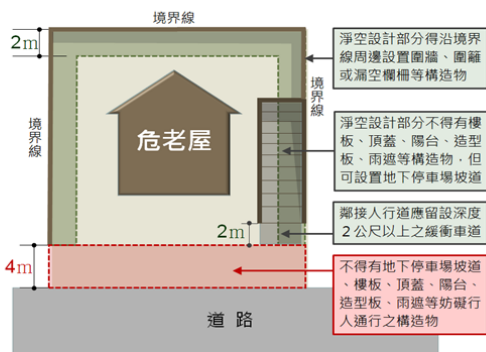 境界線
2m
淨空設計部分得沿境界
線周邊設置圍牆、圍籬
或漏空欄柵等構造物
境界線
境界線
危老屋
淨空設計部分不得有樓
板、頂蓋、陽台、造型
板、雨遮等構造物，但
可設置地下停車場坡道
2m
鄰接人行道應留設深度
2公尺以上之緩衝車道
4m
不得有地下停車場坡道
、樓板、頂蓋、陽台、
造型板、雨遮等妨礙行
人通行之構造物
道路